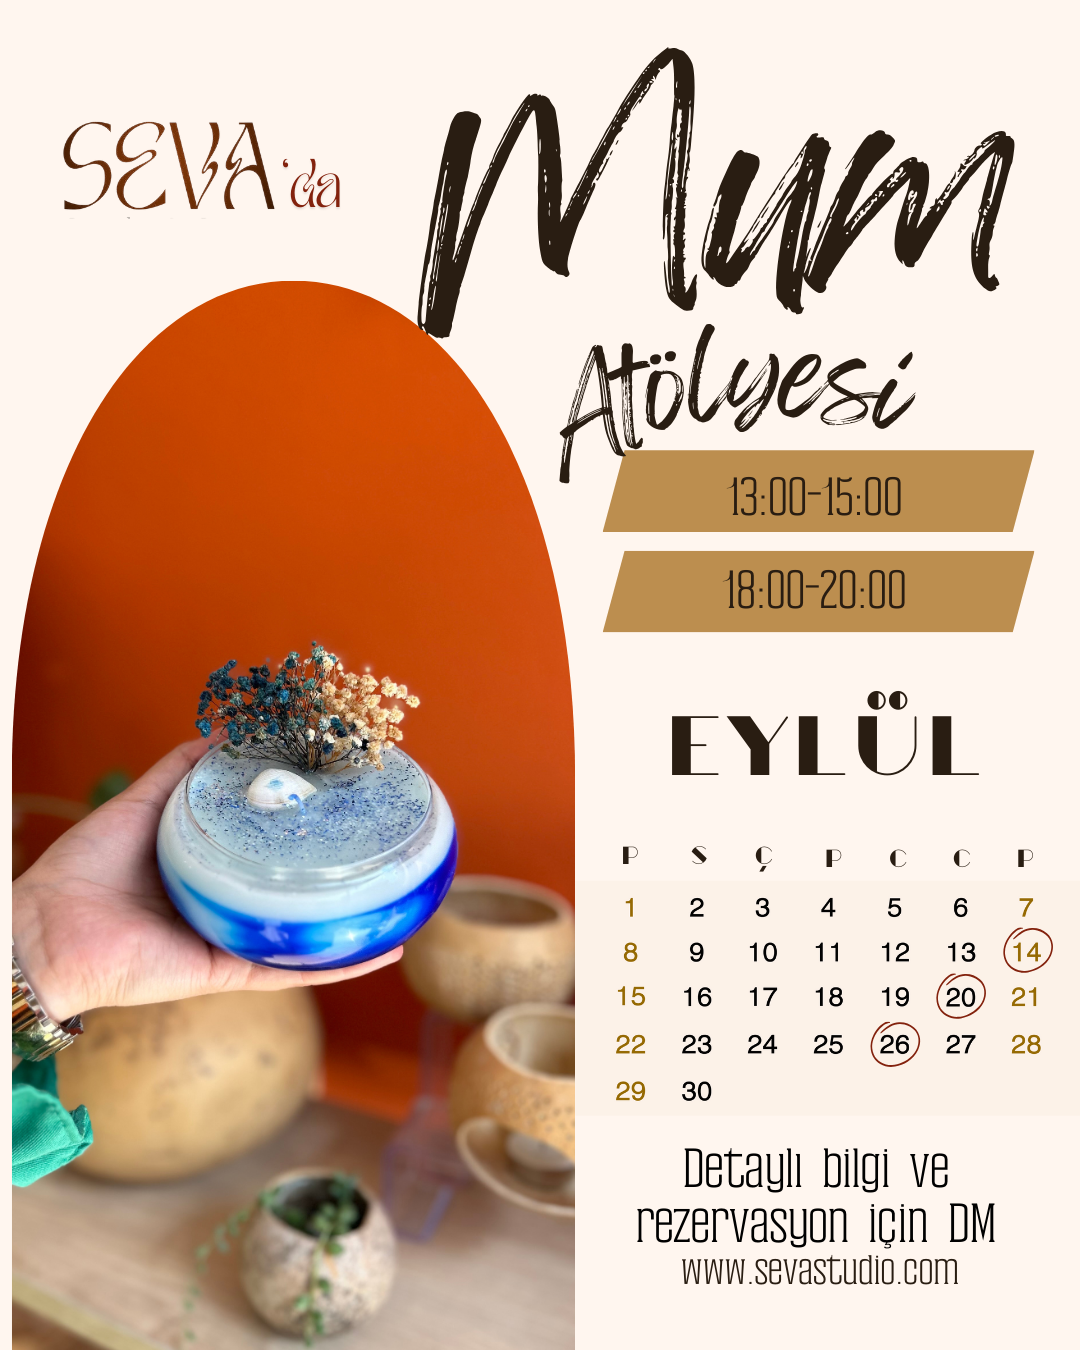 SEVA'da
Mum
Atölyesi
13:00-15:00
18:00-20:00
EYLÜL
P S Ç P C C P
1 2 3 4 5 6 7
8 9 10 11 12 13 14
15 16 17 18 19 20 21
22 23 24 25 26 27 28
29 30
Detaylı bilgi ve
rezervasyon için DM
www.sevastudio.com